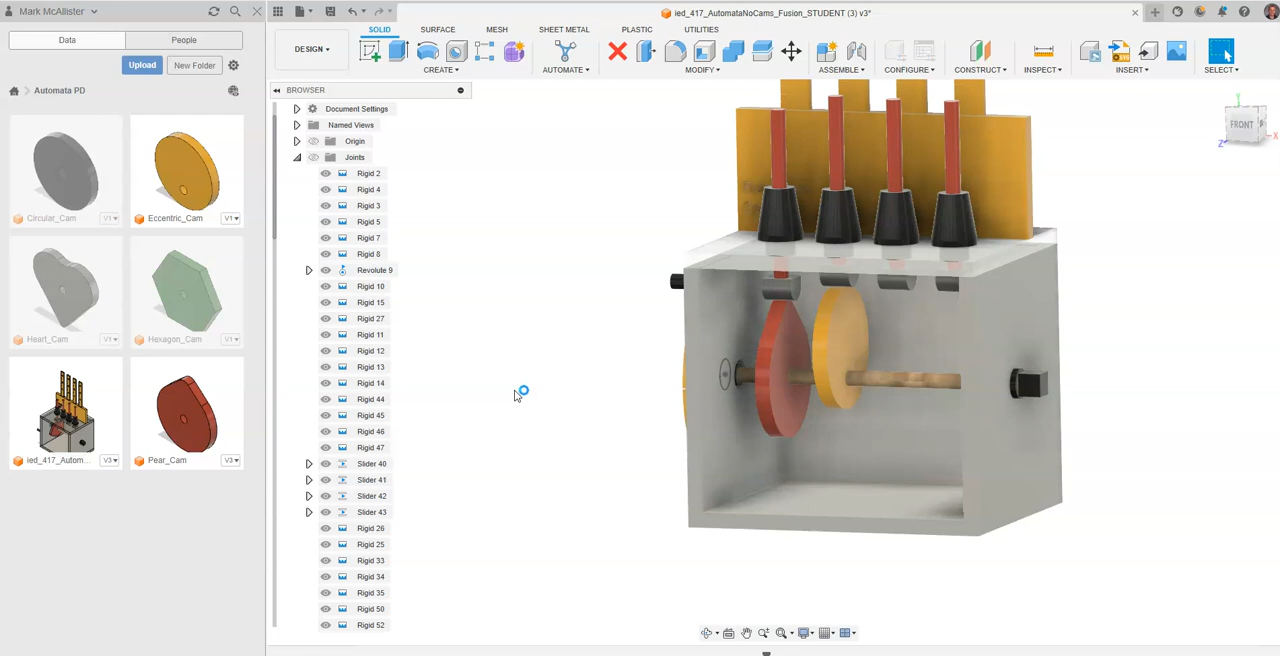 Mark McAllister
ied_417_AutomataNoCams_Fusion_STUDENT (3) v3*
Data
People
Upload
New Folder
Automata PD
Circular_Cam
V1
Eccentric_Cam
V1
Heart_Cam
V1
Hexagon_Cam
V1
ied_417_Autom...
V3
Pear_Cam
V3
DESIGN
SOLID
SURFACE
MESH
SHEET METAL
PLASTIC
UTILITIES
CREATE
AUTOMATE
MODIFY
ASSEMBLE
CONFIGURE
CONSTRUCT
INSPECT
INSERT
SELECT
BROWSER
Document Settings
Named Views
Origin
Joints
Rigid 2
Rigid 4
Rigid 3
Rigid 5
Rigid 7
Rigid 8
Revolute 9
Rigid 10
Rigid 15
Rigid 27
Rigid 11
Rigid 12
Rigid 13
Rigid 14
Rigid 44
Rigid 45
Rigid 46
Rigid 47
Slider 40
Slider 41
Slider 42
Slider 43
Rigid 26
Rigid 25
Rigid 33
Rigid 34
Rigid 35
Rigid 50
Rigid 52
Y
FRONT
X
Z